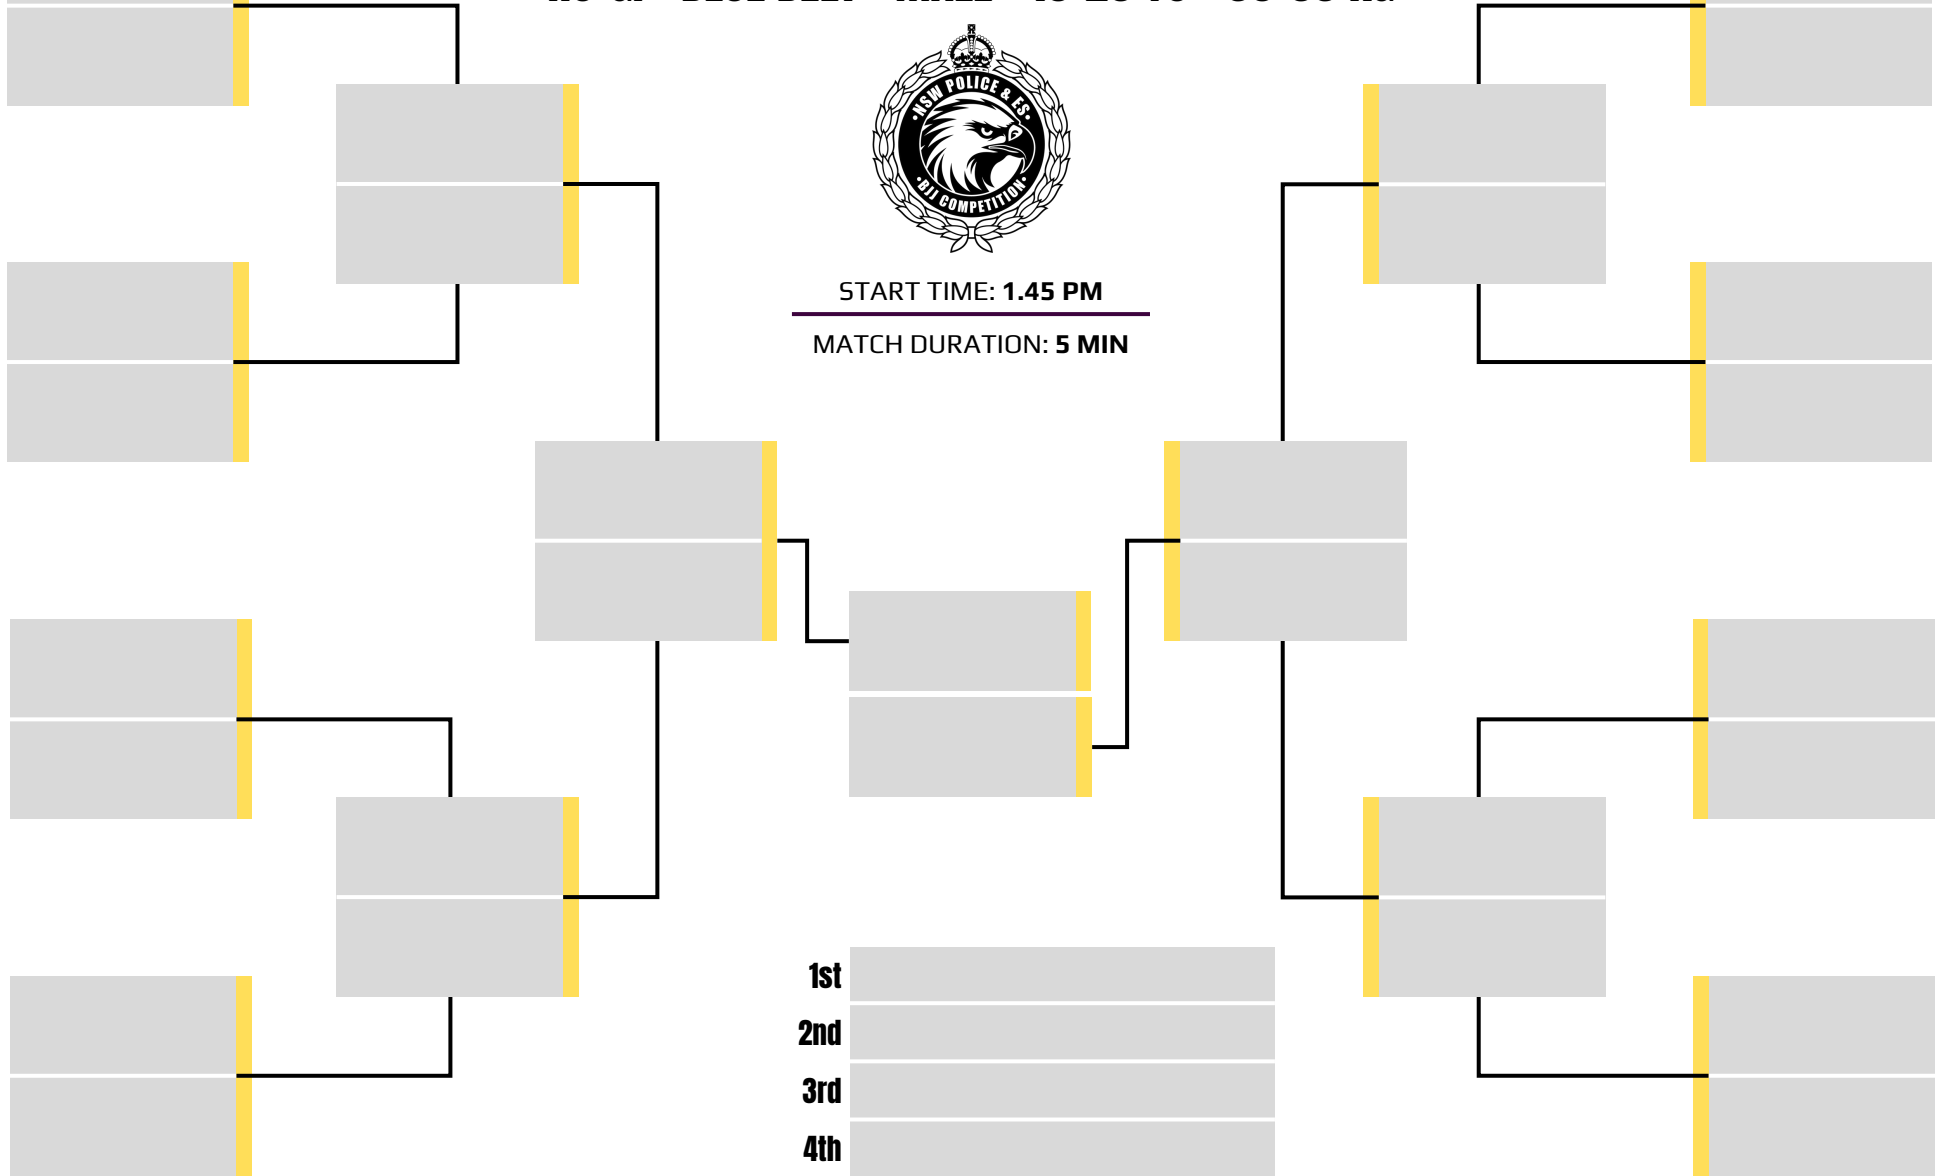 ·NSW POLICE & ES·
·BJJ COMPETITION·
START TIME: 1.45 PM
MATCH DURATION: 5 MIN
1st
2nd
3rd
4th